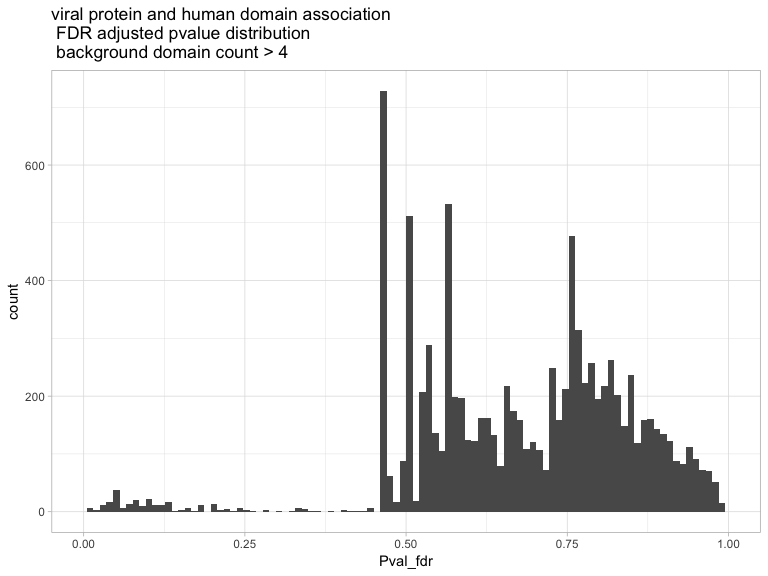 viral protein and human domain association
FDR adjusted pvalue distribution
background domain count > 4
600
400
200
0
count
0.00 0.25 0.50 0.75 1.00
Pval_fdr